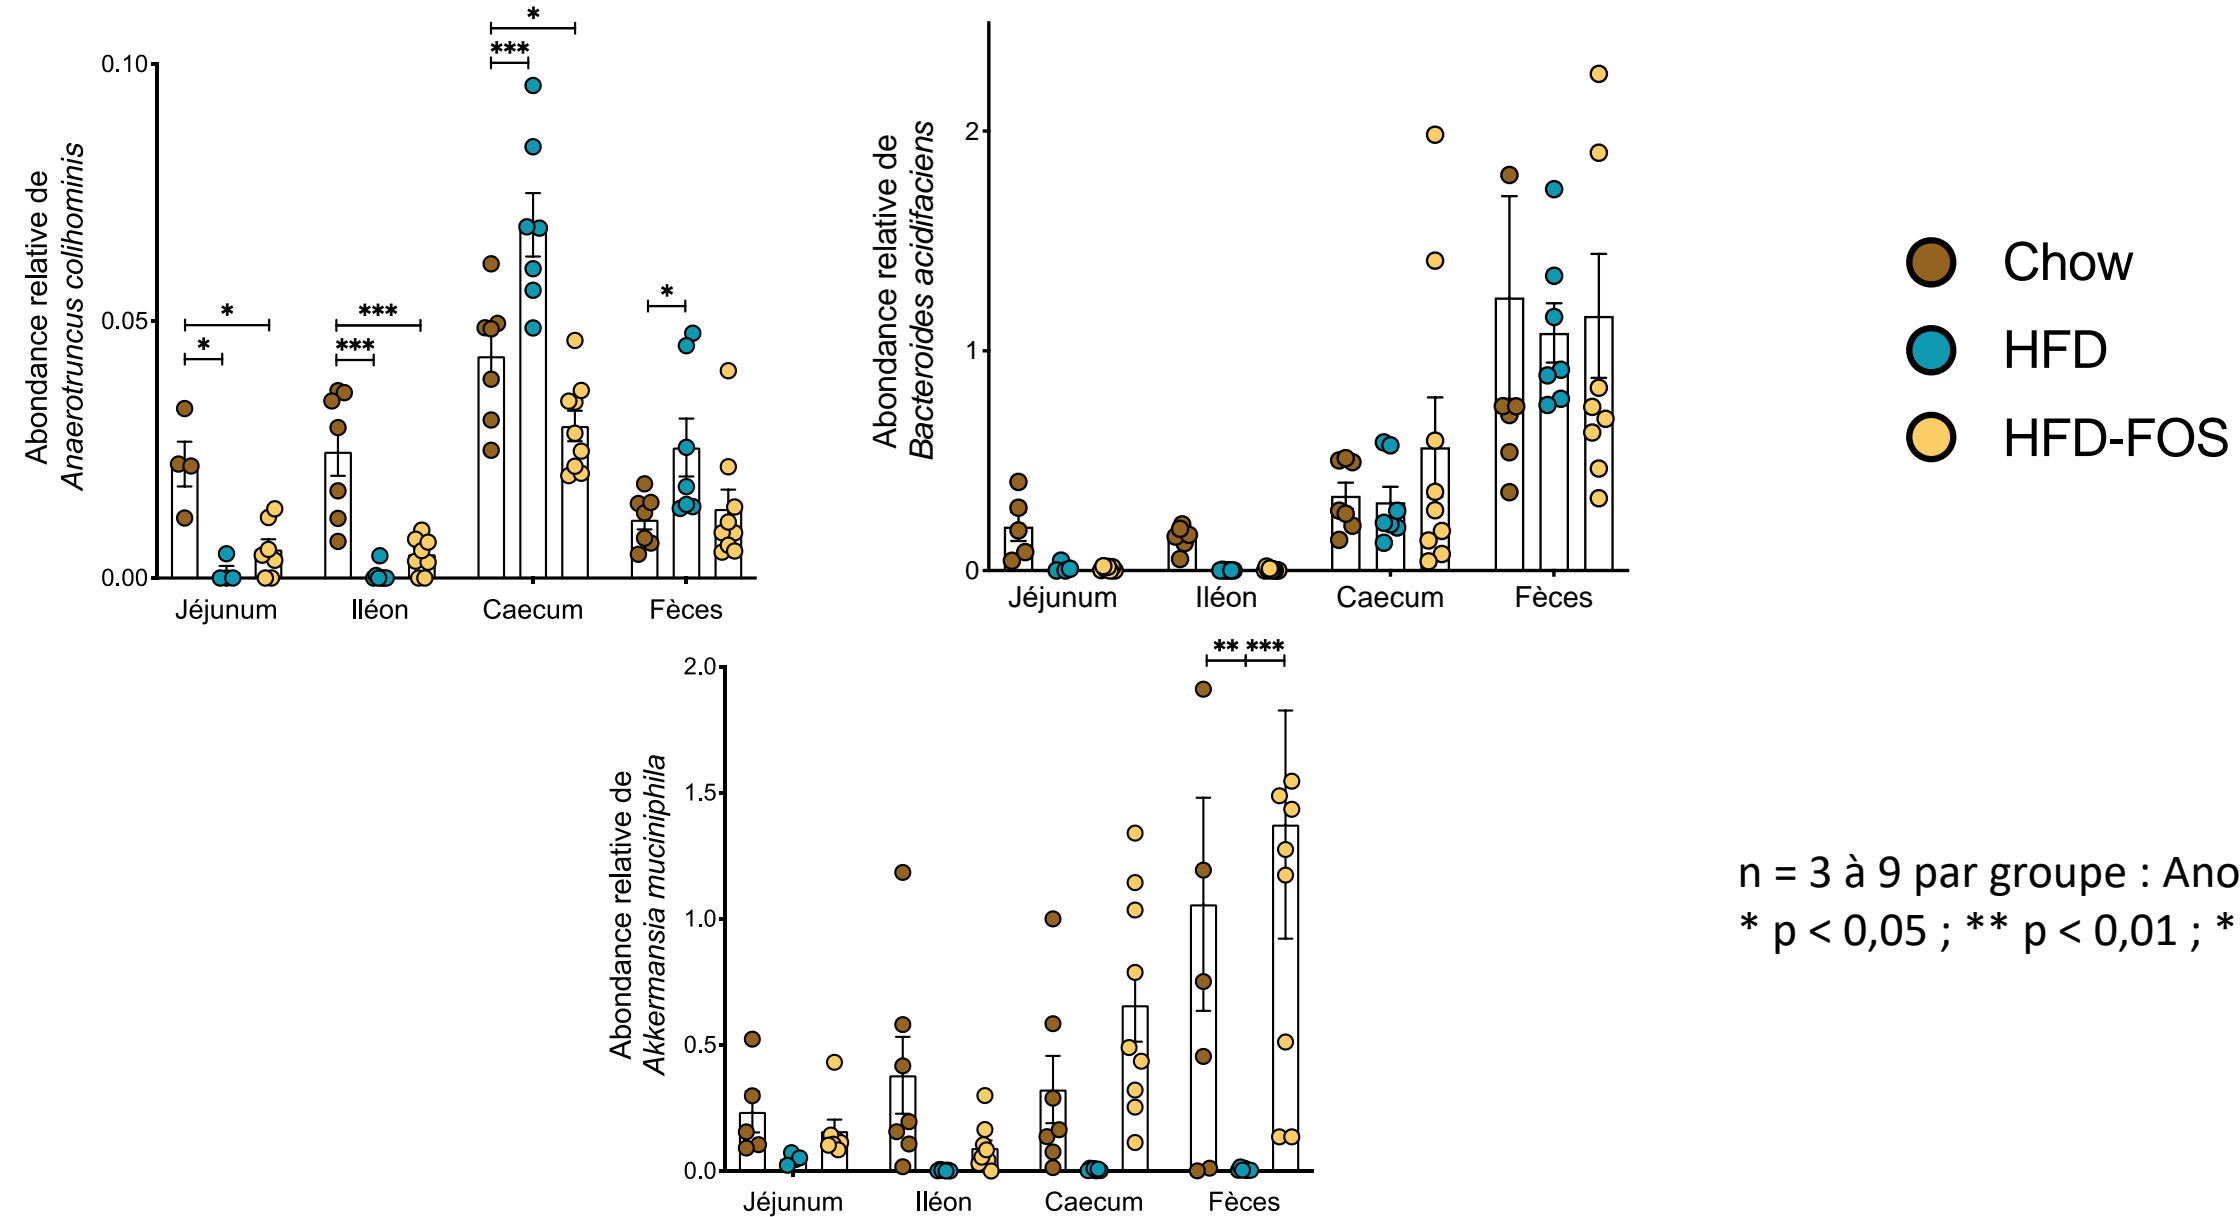 Abondance relative de
Anaerotruncus colihominis
0.10
0.05
0.00
*
***
*
*
***
***
*
Jéjunum Iléon Caecum Fèces
Abondance relative de
Bacteroides acidifaciens
2
1
0
Jéjunum Iléon Caecum Fèces
Chow
HFD
HFD-FOS
Abondance relative de
Akkermansia muciniphila
2.0
1.5
1.0
0.5
0.0
** ***
Jéjunum Iléon Caecum Fèces
n = 3 à 9 par groupe : Ano
* p < 0,05 ; ** p < 0,01 ; *